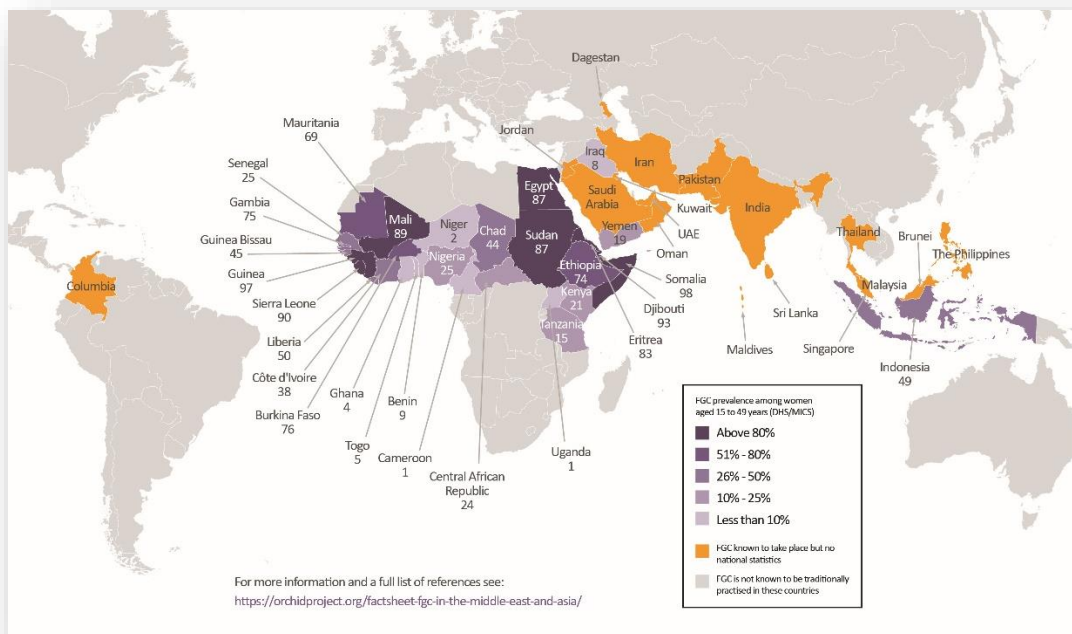 Dagestan
Mauritania
69
Jordan
Senegal
25
Iraq
8
Iran
Gambia
75
Egypt
87
Saudi
Arabia
Pakistan
Kuwait
India
Guinea Bissau
45
Mali
89
Niger
2
Chad
44
Sudan
87
Yemen
19
UAE
Thailand
Brunei
The Philippines
Guinea
97
Nigeria
25
Ethiopia
74
Oman
Columbia
Sierra Leone
90
Kenya
21
Somalia
98
Malaysia
Liberia
50
Tanzania
15
Djibouti
93
Sri Lanka
Côte d'Ivoire
38
Eritrea
83
Maldives
Singapore
Indonesia
49
Burkina Faso
76
Ghana
4
Benin
9
Togo
5
Cameroon
1
Central African
Republic
24
Uganda
1
FGC prevalence among women
aged 15 to 49 years (DHS/MICS)
Above 80%
51% - 80%
26% - 50%
10% - 25%
Less than 10%
FGC known to take place but no
national statistics
FGC is not known to be traditionally
practised in these countries
For more information and a full list of references see:
https://orchidproject.org/factsheet-fgc-in-the-middle-east-and-asia/